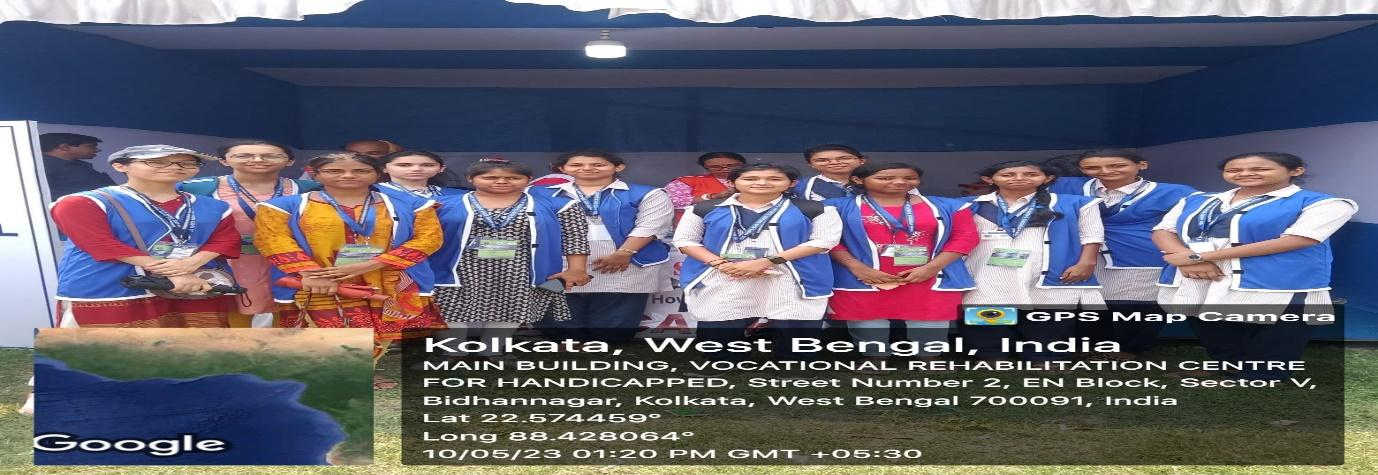 GPS Map Camera
Kolkata, West Bengal, India
MAIN BUILDING, VOCATIONAL REHABILITATION CENTRE
FOR HANDICAPPED, Street Number 2, EN Block, Sector V,
Bidhannagar, Kolkata, West Bengal 700091, India
Lat 22.574459°
Long 88.428064°
10/05/23 01:20 PM GMT +05:30
Google